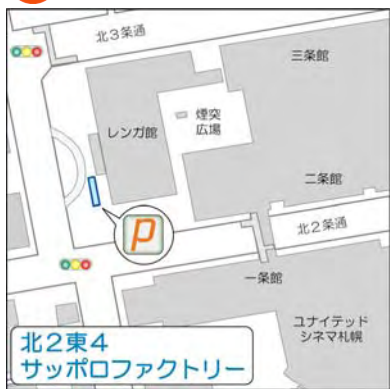 北3条通
三条館
煙突
広場
レンガ館
二条館
P
北2条通
一条館
ユナイテッド
シネマ札幌
北2東4
サッポロファクトリー